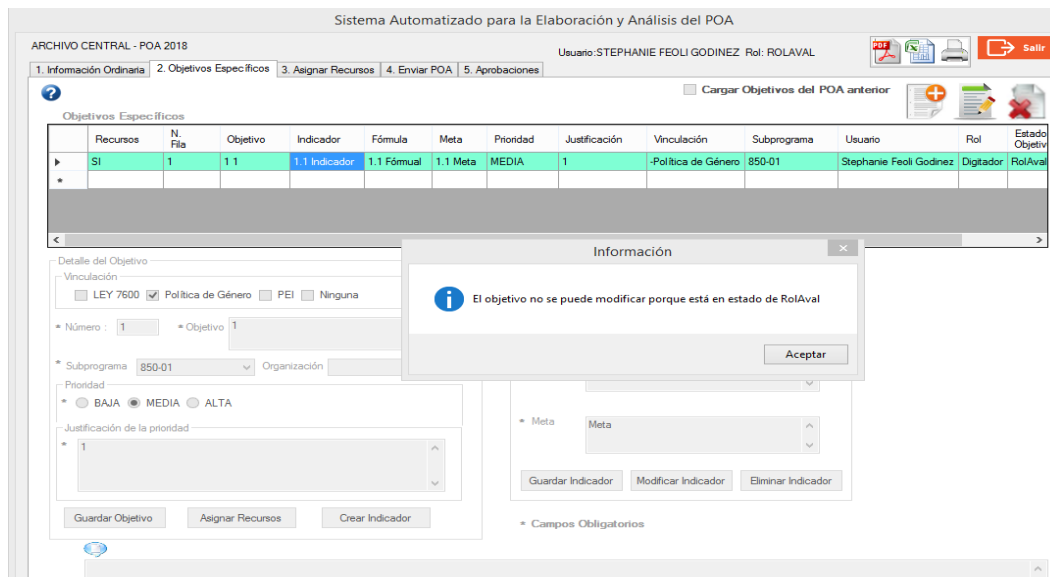 Sistema Automatizado para la Elaboración y Análisis del POA
ARCHIVO CENTRAL - POA 2018
Usuario:STEPHANIE FEOLI GODINEZ Rol: ROLAVAL
PDF
Salir
1. Información Ordinaria 2. Objetivos Específicos 3. Asignar Recursos 4. Enviar POA 5. Aprobaciones
Cargar Objetivos del POA anterior
Objetivos Específicos
Recursos N. Fila Objetivo Indicador Fórmula Meta Prioridad Justificación Vinculación Subprograma Usuario Rol Estado Objetiv
SI 1 1 1 1.1 Indicador 1.1 Fómual 1.1 Meta MEDIA 1 -Política de Género 850-01 Stephanie Feoli Godinez Digitador RolAval
Información
El objetivo no se puede modificar porque está en estado de RolAval
Aceptar
Detalle del Objetivo
Vinculación
LEY 7600 Política de Género PEI Ninguna
* Número : 1 * Objetivo 1
* Subprograma 850-01 Organización
Prioridad
* BAJA MEDIA ALTA
Justificación de la prioridad
* 1
* Meta Meta
Guardar Indicador Modificar Indicador Eliminar Indicador
Guardar Objetivo Asignar Recursos Crear Indicador
* Campos Obligatorios